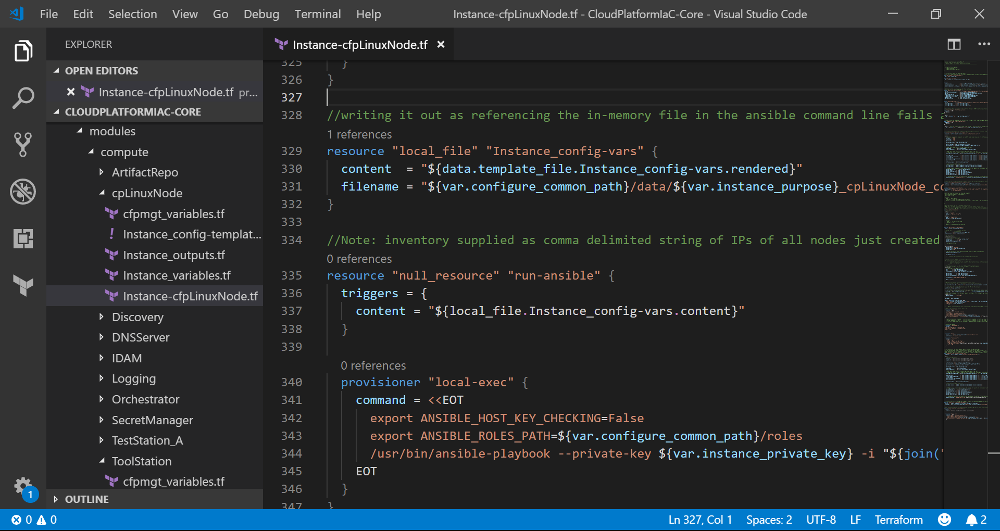 File Edit Selection View Go Debug Terminal Help
Instance-cfpLinuxNode.tf - CloudPlatformIaC-Core - Visual Studio Code
EXPLORER
OPEN EDITORS
Instance-cfpLinuxNode.tf pr...
CLOUDPLATFORMIAC-CORE
modules
compute
ArtifactRepo
cpLinuxNode
cfpmgt_variables.tf
! Instance_config-templat...
Instance_outputs.tf
Instance_variables.tf
Instance-cfpLinuxNode.tf
Discovery
DNSServer
IDAM
Logging
Orchestrator
SecretManager
TestStation_A
ToolStation
cfpmgt_variables.tf
OUTLINE
1
Instance-cfpLinuxNode.tf
325 }
326 }
327
328 //writing it out as referencing the in-memory file in the ansible command line fails
1 references
329 resource "local_file" "Instance_config-vars" {
330 content = "${data.template_file.Instance_config-vars.rendered}"
331 filename = "${var.configure_common_path}/data/${var.instance_purpose}_cpLinuxNode_co
332 }
333
334 //Note: inventory supplied as comma delimited string of IPs of all nodes just created
0 references
335 resource "null_resource" "run-ansible" {
336 triggers = {
337 content = "${local_file.Instance_config-vars.content}"
338 }
339
0 references
340 provisioner "local-exec" {
341 command = <<EOT
342 export ANSIBLE_HOST_KEY_CHECKING=False
343 export ANSIBLE_ROLES_PATH=${var.configure_common_path}/roles
344 /usr/bin/ansible-playbook --private-key ${var.instance_private_key} -i "${join('
345 EOT
346 }
347 }
0 0
Ln 327, Col 1 Spaces: 2 UTF-8 LF Terraform 2